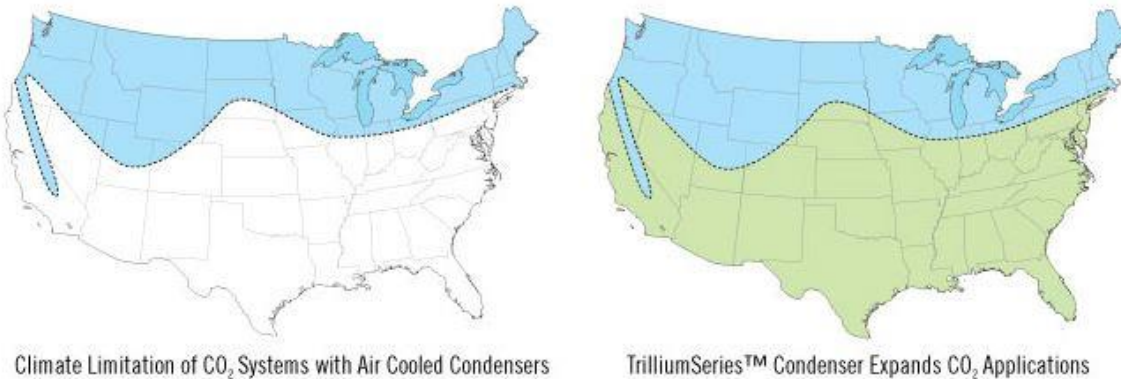 Climate Limitation of CO₂ Systems with Air Cooled Condensers
TrilliumSeries™ Condenser Expands CO₂ Applications